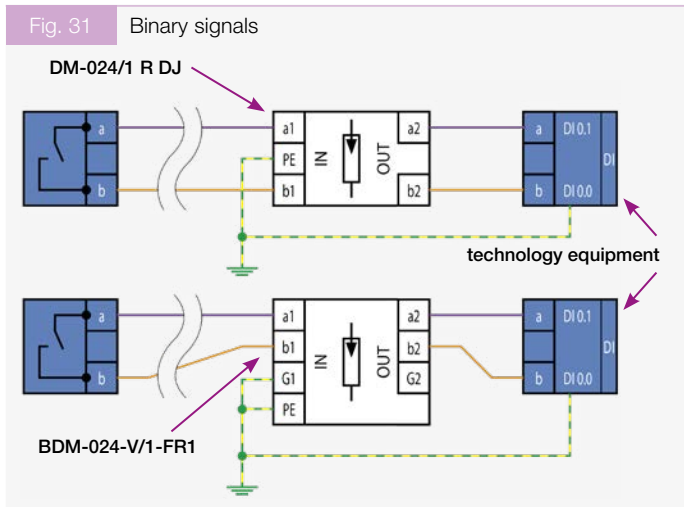 Fig. 31 Binary signals
DM-024/1 R DJ
a a1 a2 a DI 0.1
PE IN OUT DI
b b1 b2 b DI 0.0
technology equipment
a a1 a2 a DI 0.1
b1 IN OUT b2 DI
b G1 G2 b DI 0.0
PE
BDM-024-V/1-FR1